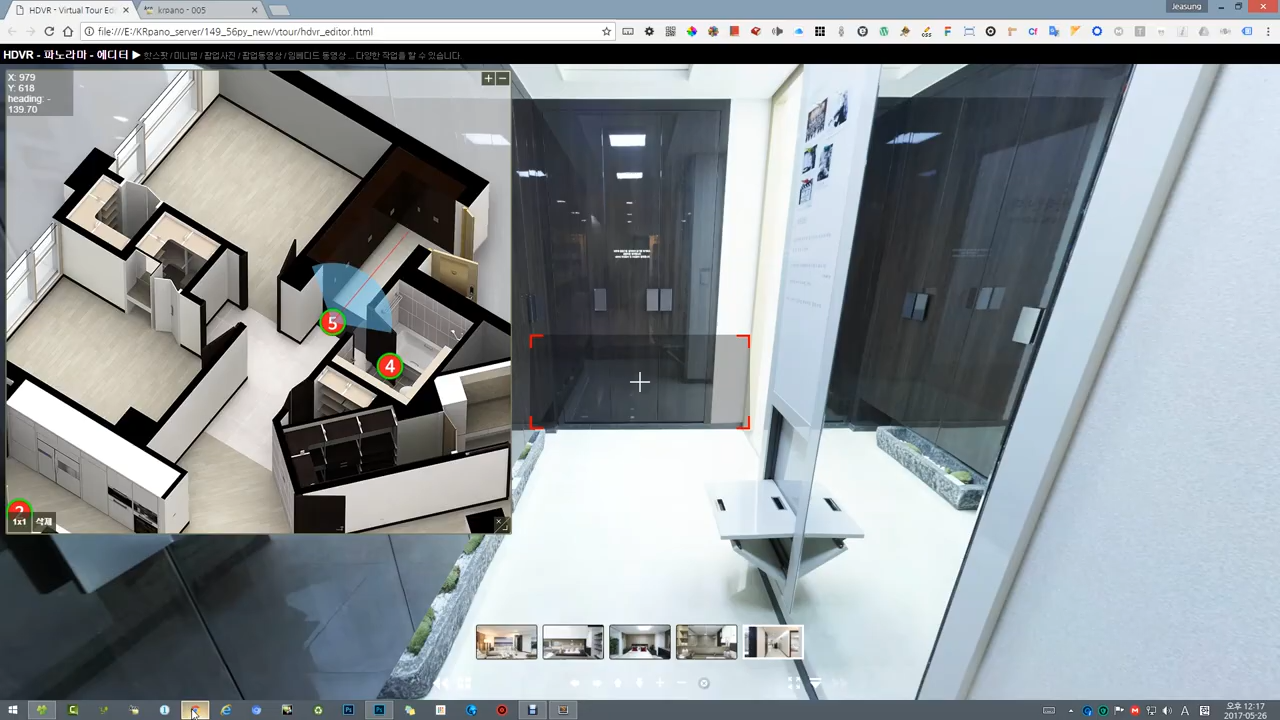 HDVR - Virtual Tour Edi
krpano - 005
Jeasung
file:///E:/KRpano_server/149_56py_new/vtour/hdvr_editor.html
HDVR - 파노라마 - 에디터 ▶ 핫스팟 / 미니맵 / 팝업사진 / 팝업동영상 / 임베디드 동영상 ... 다양한 작업을 할 수 있습니다.
X: 979
Y: 618
heading: -
139.70
5
4
1x1 삭제
오후 12:17
2017-05-26